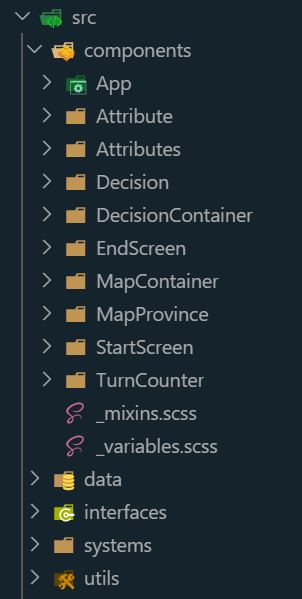 src
components
App
Attribute
Attributes
Decision
DecisionContainer
EndScreen
MapContainer
MapProvince
StartScreen
TurnCounter
_mixins.scss
_variables.scss
data
interfaces
systems
utils